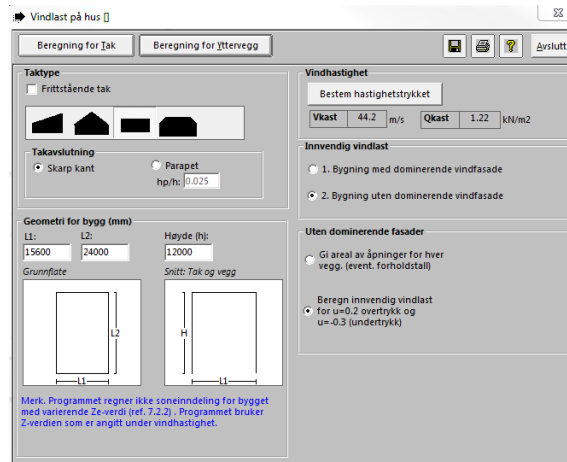 Vindlast på hus []
Beregning for Tak
Beregning for Yttervegg
Avslutt
Taktype
Frittstående tak
Takavslutning
Skarp kant
Parapet
hp/h: 0.025
Geometri for bygg (mm)
L1: L2: Høyde (h):
15600 24000 12000
Grunnflate
Snitt: Tak og vegg
L2
L1
H
L1
Merk. Programmet regner ikke soneinndeling for bygget
med varierende Ze-verdi (ref. 7.2.2) . Programmet bruker
Z-verdien som er angitt under vindhastighet.
Vindhastighet
Bestem hastighetstrykket
Vkast 44.2 m/s Qkast 1.22 kN/m2
Innvendig vindlast
1. Bygning med dominerende vindfasade
2. Bygning uten dominerende vindfasade
Uten dominerende fasader
Gi areal av åpninger for hver
vegg. (event. forholdstall)
Beregn innvendig vindlast
for u=0.2 overtrykk og
u=-0.3 (undertrykk)